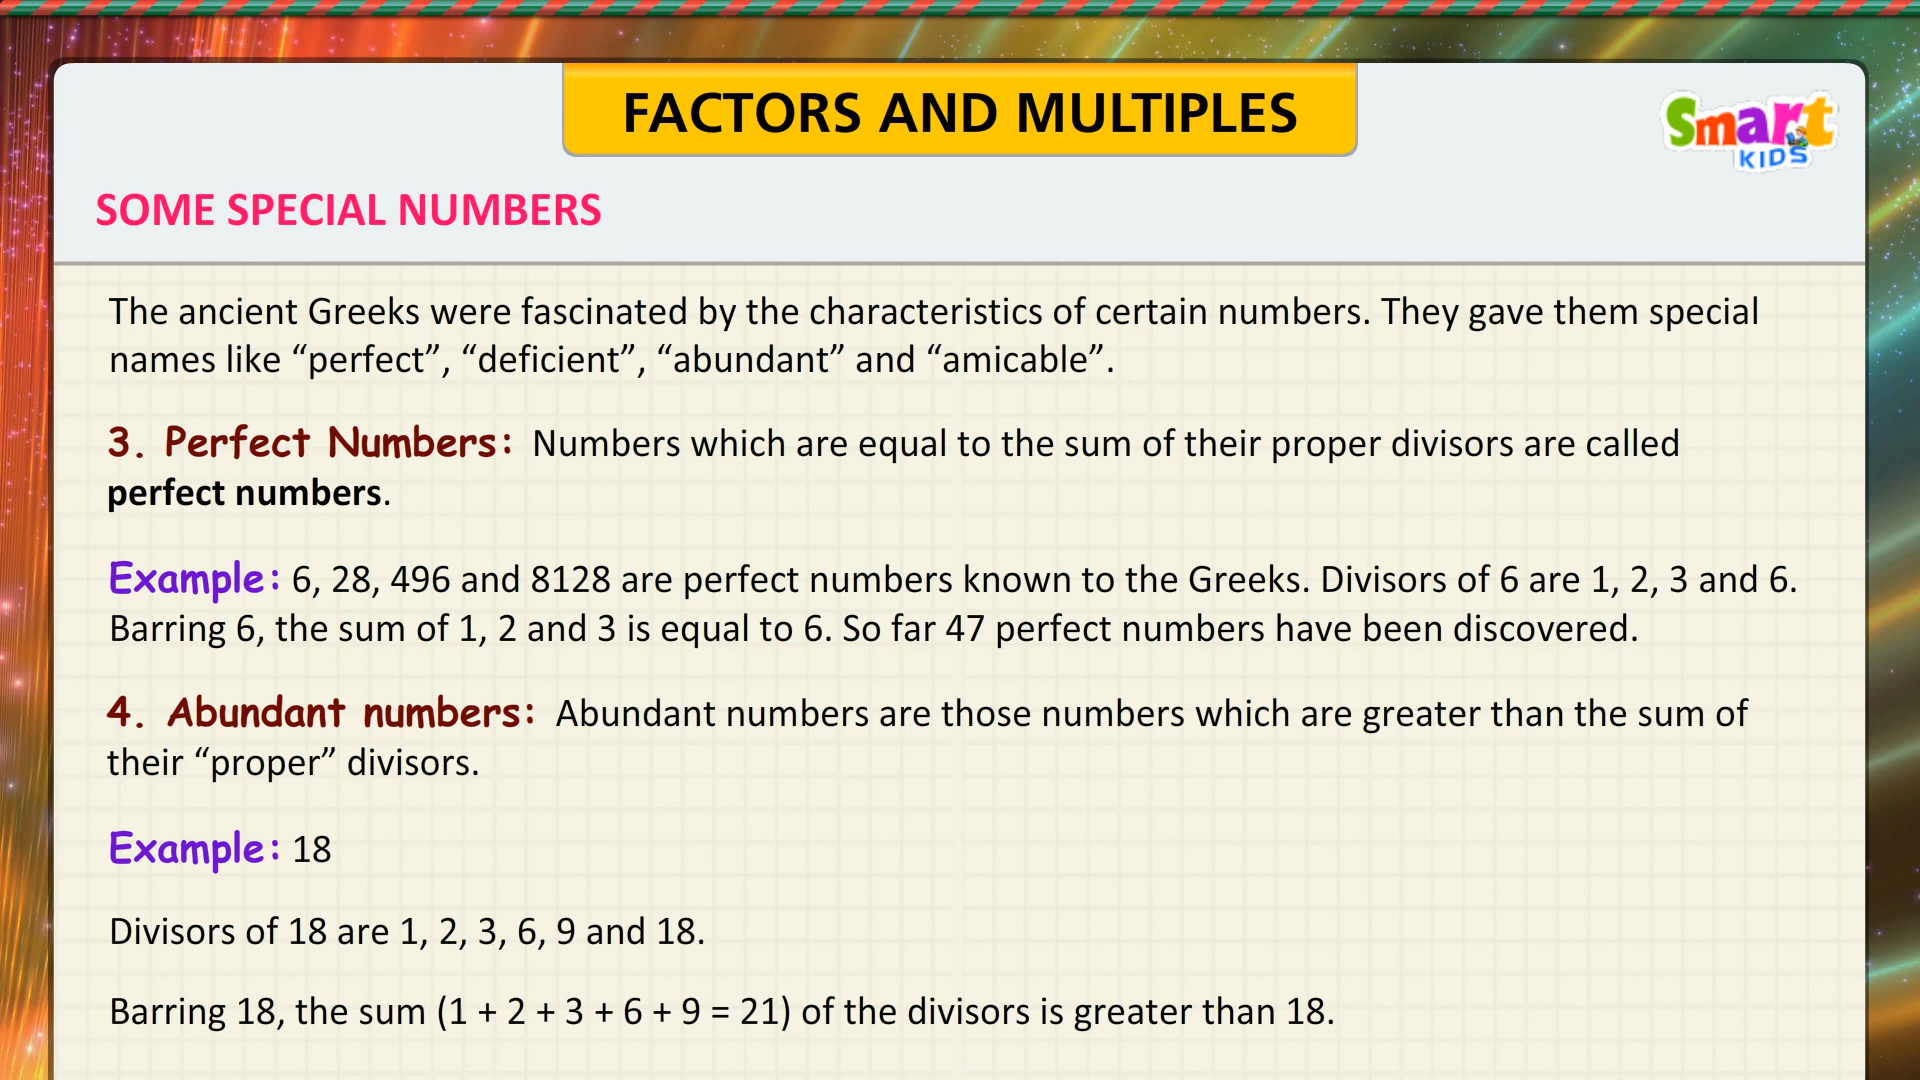 FACTORS AND MULTIPLES
Smart
KIDS
SOME SPECIAL NUMBERS
The ancient Greeks were fascinated by the characteristics of certain numbers. They gave them special
names like “perfect”, “deficient”, “abundant” and “amicable”.
3. Perfect Numbers: Numbers which are equal to the sum of their proper divisors are called
perfect numbers.
Example: 6, 28, 496 and 8128 are perfect numbers known to the Greeks. Divisors of 6 are 1, 2, 3 and 6.
Barring 6, the sum of 1, 2 and 3 is equal to 6. So far 47 perfect numbers have been discovered.
4. Abundant numbers: Abundant numbers are those numbers which are greater than the sum of
their “proper” divisors.
Example: 18
Divisors of 18 are 1, 2, 3, 6, 9 and 18.
Barring 18, the sum (1 + 2 + 3 + 6 + 9 = 21) of the divisors is greater than 18.